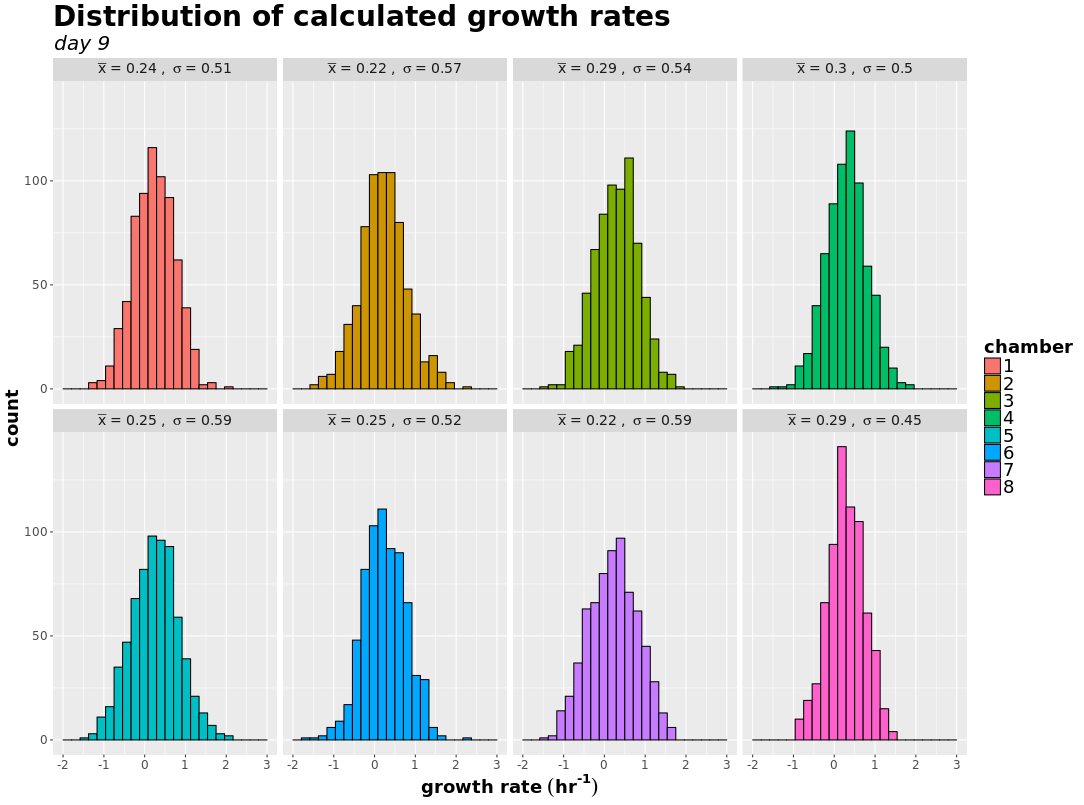 Distribution of calculated growth rates
day 9
x̅ = 0.24 , σ = 0.51
x̅ = 0.22 , σ = 0.57
x̅ = 0.29 , σ = 0.54
x̅ = 0.3 , σ = 0.5
100
50
0
x̅ = 0.25 , σ = 0.59
x̅ = 0.25 , σ = 0.52
x̅ = 0.22 , σ = 0.59
x̅ = 0.29 , σ = 0.45
100
50
0
-2 -1 0 1 2 3 -2 -1 0 1 2 3 -2 -1 0 1 2 3 -2 -1 0 1 2 3
growth rate (hr⁻¹)
count
chamber
1
2
3
4
5
6
7
8